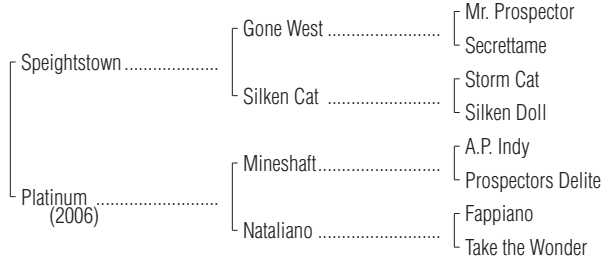 Mr. Prospector
Gone West ....................
Secrettame
Speightstown ....................
Storm Cat
Silken Cat ....................
Silken Doll
A.P. Indy
Mineshaft......................
Prospectors Delite
Platinum ......................
(2006)
Fappiano
Nataliano ......................
Take the Wonder